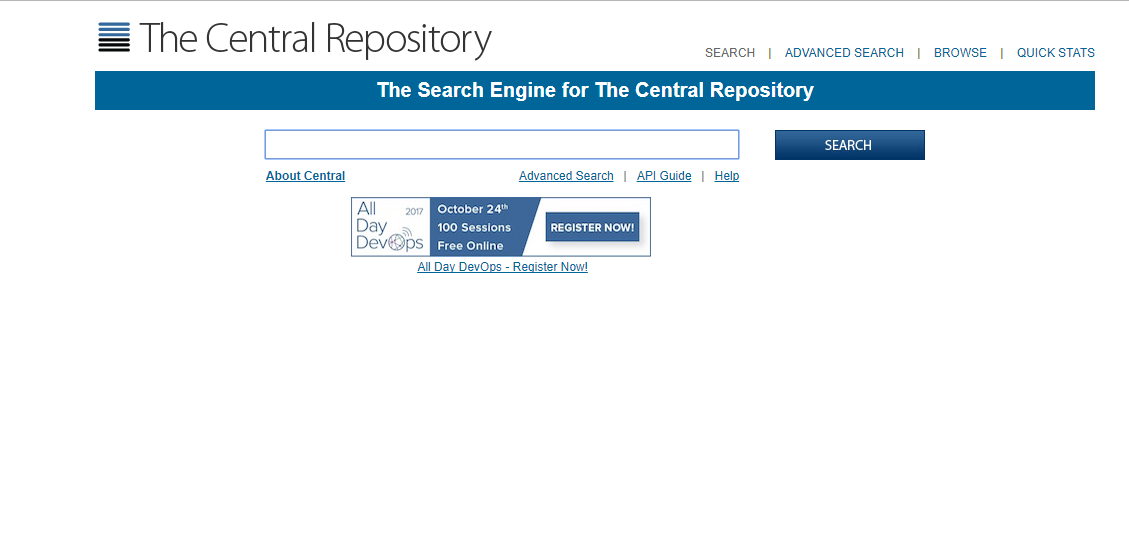 The Central Repository
SEARCH | ADVANCED SEARCH | BROWSE | QUICK STATS
The Search Engine for The Central Repository
SEARCH
About Central
Advanced Search | API Guide | Help
All
Day
DevOps
2017
October 24th
100 Sessions
Free Online
REGISTER NOW!
All Day DevOps - Register Now!